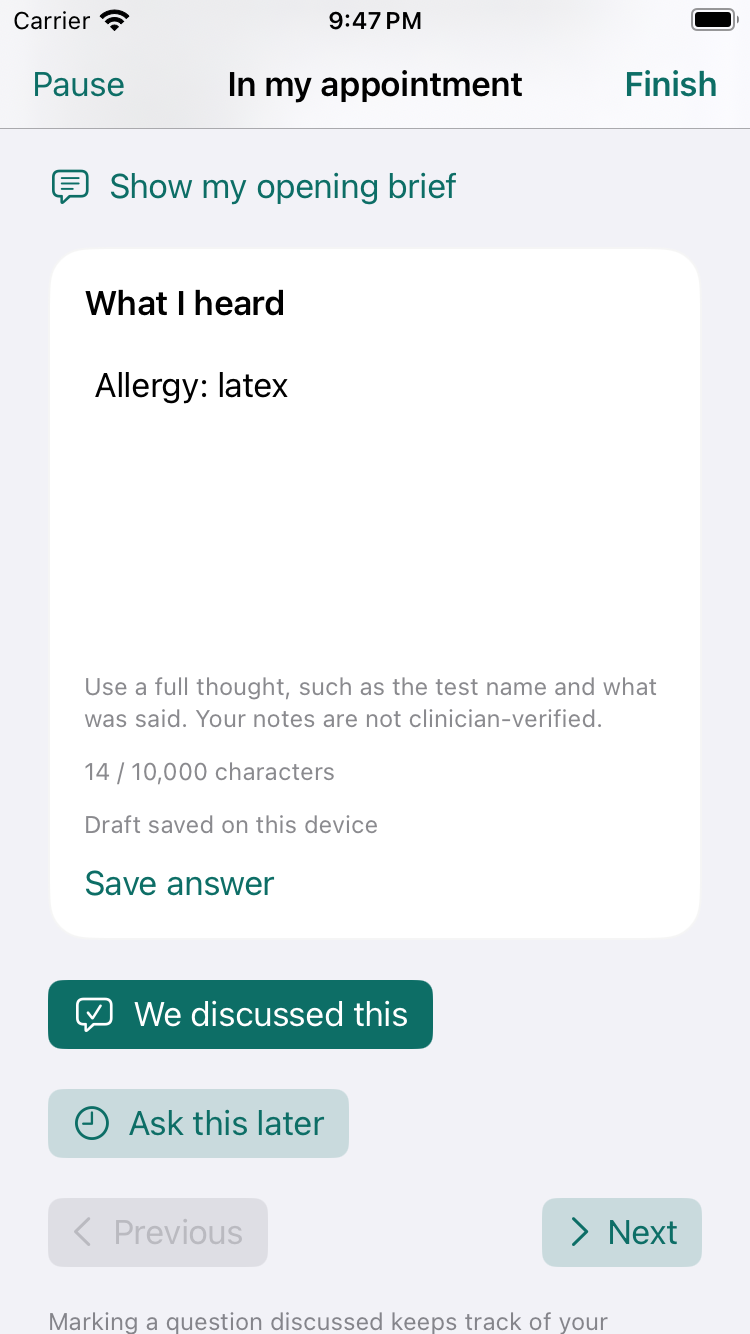 Carrier 9:47 PM
Pause In my appointment Finish
Show my opening brief
What I heard
Allergy: latex
Use a full thought, such as the test name and what
was said. Your notes are not clinician-verified.
14 / 10,000 characters
Draft saved on this device
Save answer
We discussed this
Ask this later
Previous Next
Marking a question discussed keeps track of your